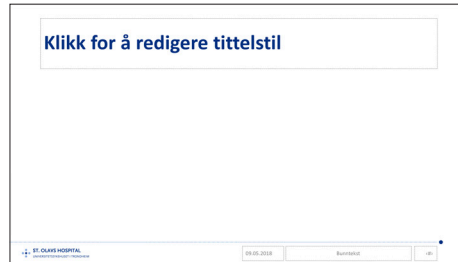 Klikk for å redigere tittelstil
ST. OLAVS HOSPITAL
UNIVERSITETSSYKEHUSET I TRONDHEIM
09.05.2018
Bunntekst
‹#›